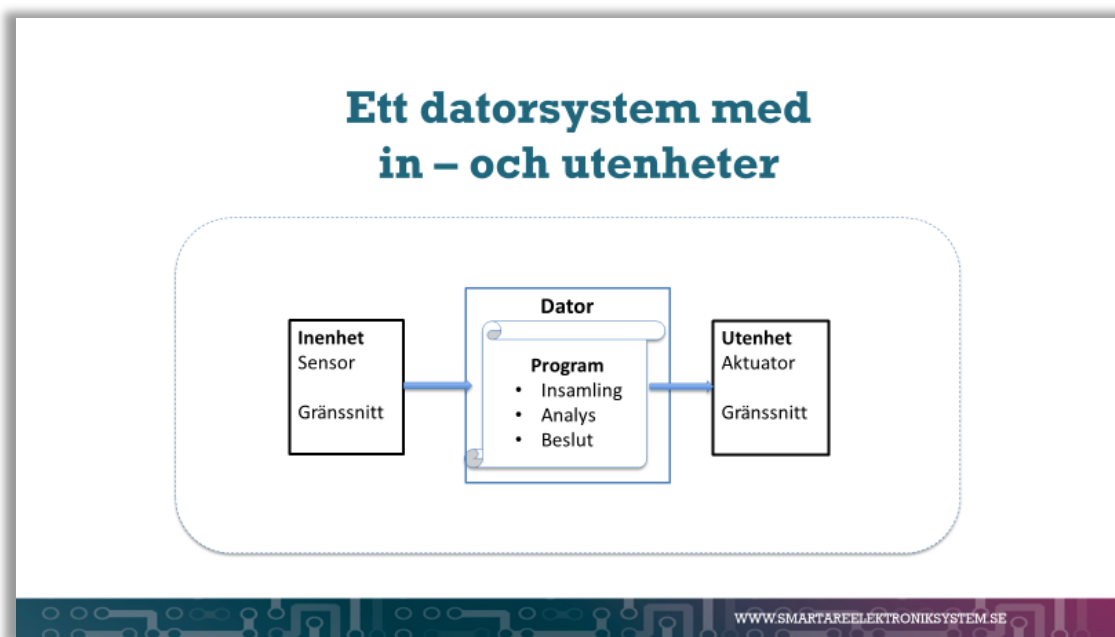 Ett datorsystem med
in – och utenheter
Inenhet
Sensor
Gränssnitt
Dator
Program
• Insamling
• Analys
• Beslut
Utenhet
Aktuator
Gränssnitt
WWW.SMARTAREELEKTRONIKSYSTEM.SE